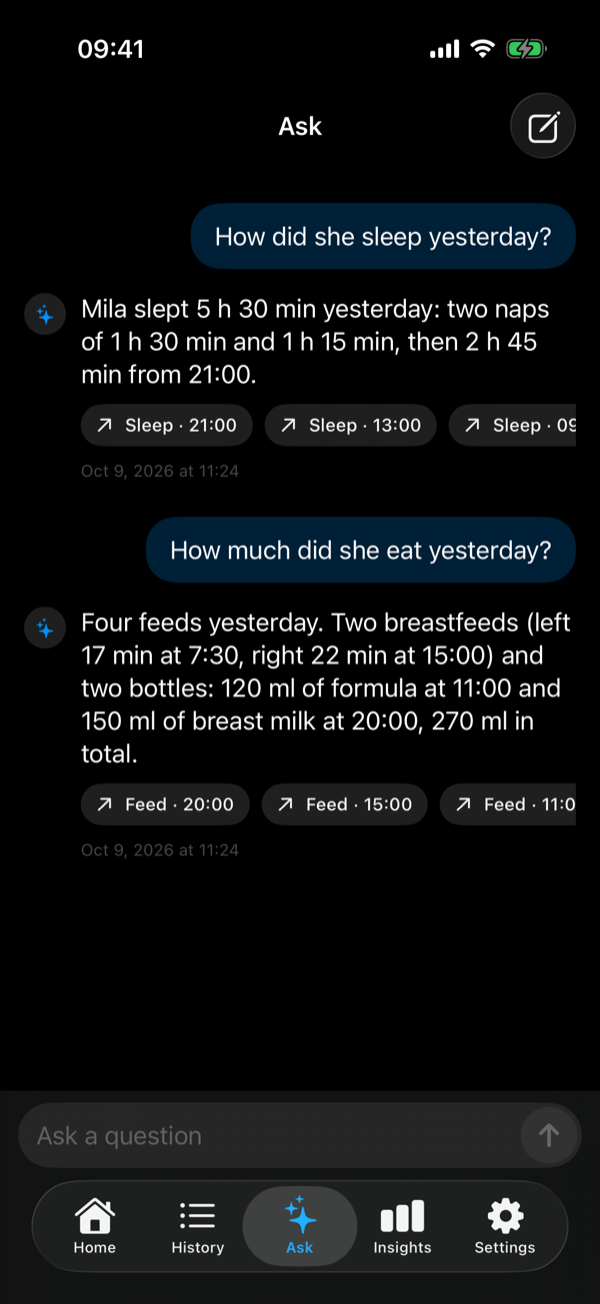 09:41
Ask
How did she sleep yesterday?
Mila slept 5 h 30 min yesterday: two naps
of 1 h 30 min and 1 h 15 min, then 2 h 45
min from 21:00.
Sleep · 21:00
Sleep · 13:00
Sleep · 09
Oct 9, 2026 at 11:24
How much did she eat yesterday?
Four feeds yesterday. Two breastfeeds (left
17 min at 7:30, right 22 min at 15:00) and
two bottles: 120 ml of formula at 11:00 and
150 ml of breast milk at 20:00, 270 ml in
total.
Feed · 20:00
Feed · 15:00
Feed · 11:0
Oct 9, 2026 at 11:24
Ask a question
Home
History
Ask
Insights
Settings